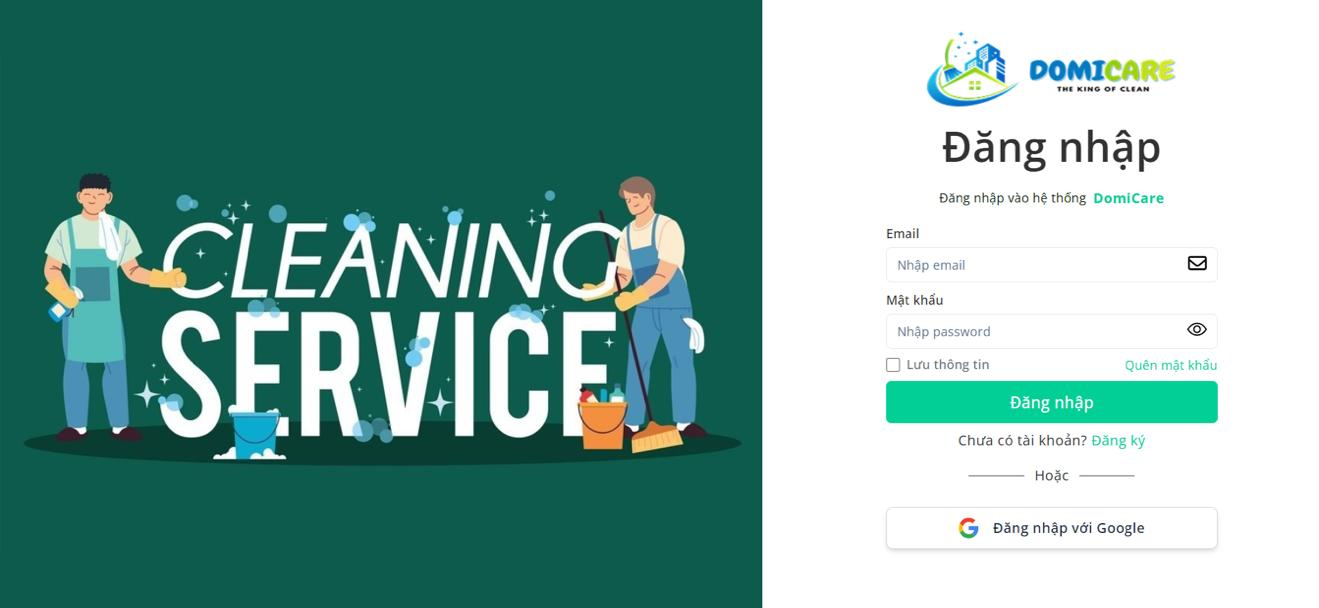 CLEANING
SERVICE
DOMICARE
THE KING OF CLEAN
Đăng nhập
Đăng nhập vào hệ thống DomiCare
Email
Nhập email
Mật khẩu
Nhập password
Lưu thông tin Quên mật khẩu
Đăng nhập
Chưa có tài khoản? Đăng ký
Hoặc
Đăng nhập với Google